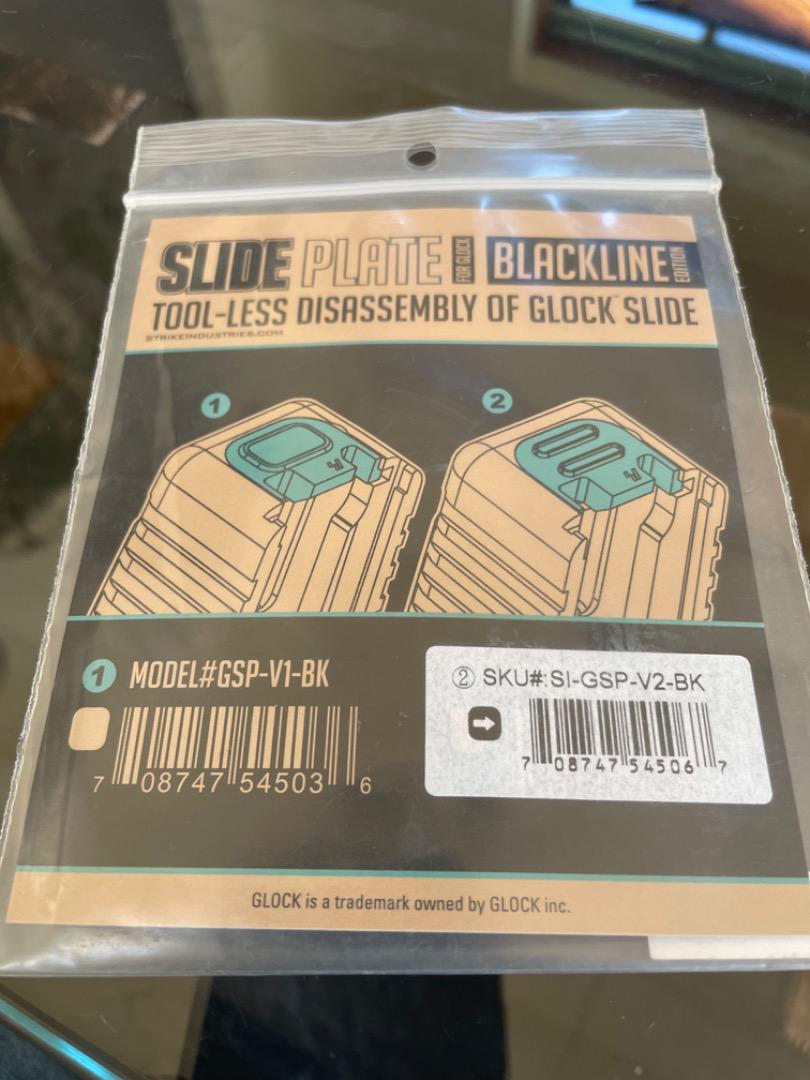 SLIDE PLATE FOR GLOCK BLACKLINE EDITION
TOOL-LESS DISASSEMBLY OF GLOCK SLIDE
STRIKEINDUSTRIES.COM
1
2
1 MODEL#GSP-V1-BK
7 08747 54503 6
② SKU#:SI-GSP-V2-BK
7 08747 54506 7
GLOCK is a trademark owned by GLOCK inc.